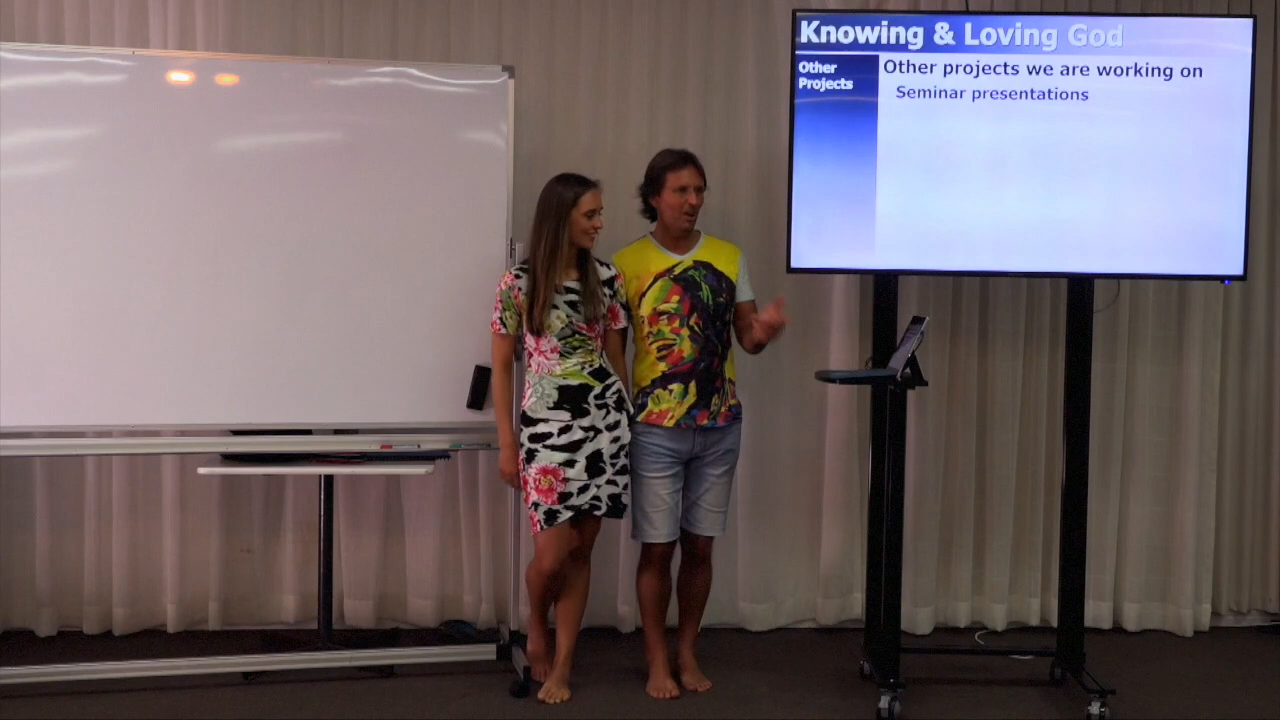 Knowing & Loving God
Other
Projects
Other projects we are working on
Seminar presentations